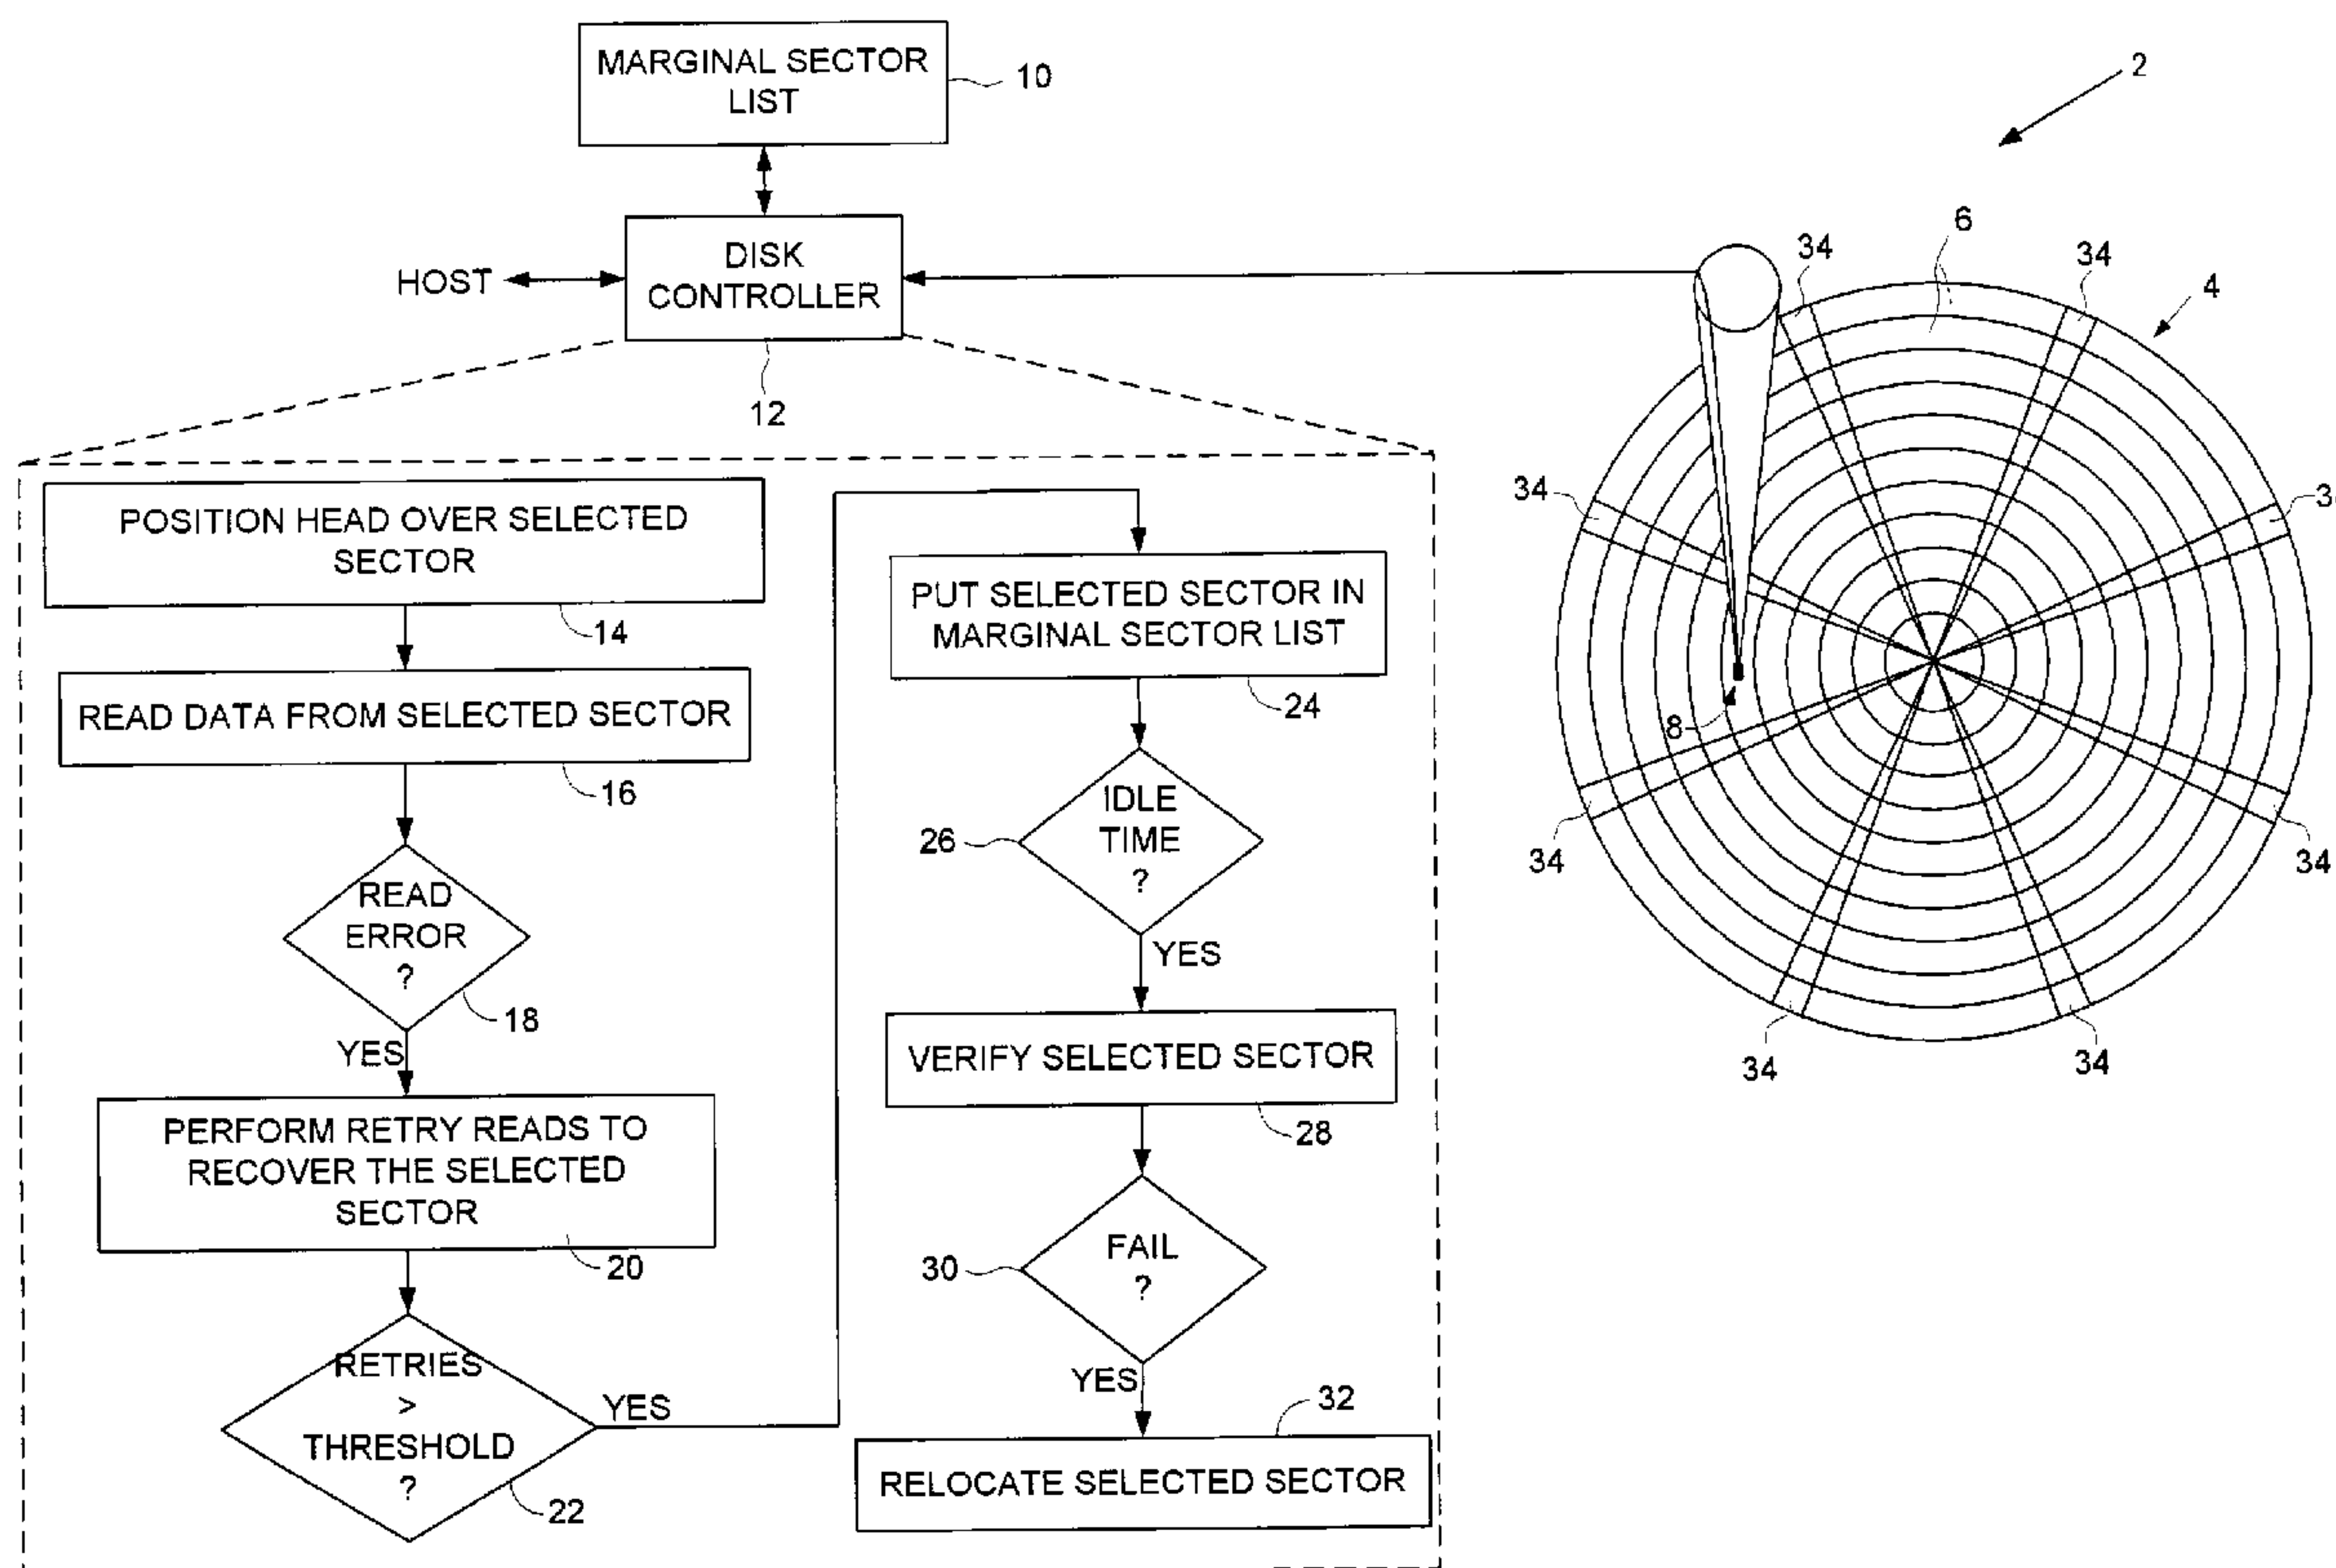 MARGINAL SECTOR
LIST
10
2
DISK
CONTROLLER
HOST
12
6
34
34
4
34
3
POSITION HEAD OVER SELECTED
SECTOR
14
READ DATA FROM SELECTED SECTOR
16
READ
ERROR
?
18
YES
PERFORM RETRY READS TO
RECOVER THE SELECTED
SECTOR
20
RETRIES
>
THRESHOLD
?
22
YES
PUT SELECTED SECTOR IN
MARGINAL SECTOR LIST
24
IDLE
TIME
?
26
YES
VERIFY SELECTED SECTOR
28
FAIL
?
30
YES
32
RELOCATE SELECTED SECTOR
8
34
34
34
34